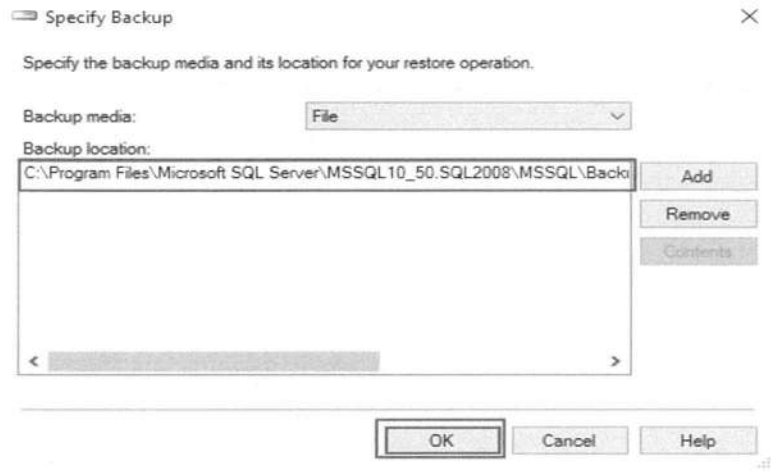 Specify Backup
Specify the backup media and its location for your restore operation.
Backup media: File
Backup location:
C:\Program Files\Microsoft SQL Server\MSSQL10_50.SQL2008\MSSQL\Back
Add
Remove
Contents
OK Cancel Help